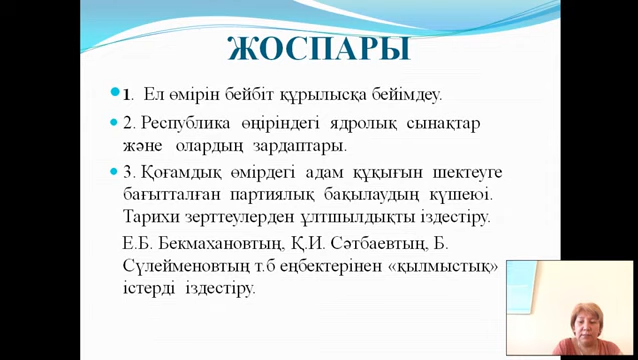 ЖОСПАРЫ
1. Ел өмірін бейбіт құрылысқа бейімдеу.
2. Республика өңіріндегі ядролық сынақтар
және олардың зардаптары.
3. Қоғамдық өмірдегі адам құқығын шектеуге
бағытталған партиялық бақылаудың күшеюі.
Тарихи зерттеулерден ұлтшылдықты іздестіру.
Е.Б. Бекмахановтың, Қ.И. Сәтбаевтың, Б.
Сүлейменовтың т.б еңбектерінен «қылмыстық»
істерді іздестіру.